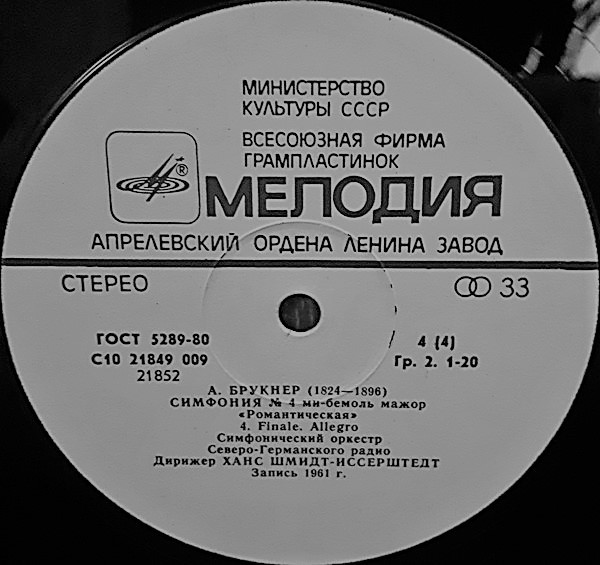 МИНИСТЕРСТВО
КУЛЬТУРЫ СССР
ВСЕСОЮЗНАЯ ФИРМА
ГРАМПЛАСТИНОК
®
МЕЛОДИЯ
АПРЕЛЕВСКИЙ ОРДЕНА ЛЕНИНА ЗАВОД
СТЕРЕО 33
ГОСТ 5289-80 4 (4)
С10 21849 009 Гр. 2. 1-20
21852
А. БРУКНЕР (1824—1896)
СИМФОНИЯ № 4 ми-бемоль мажор
«Романтическая»
4. Finale. Allegro
Симфонический оркестр
Северо-Германского радио
Дирижер ХАНС ШМИДТ-ИССЕРШТЕДТ
Запись 1961 г.